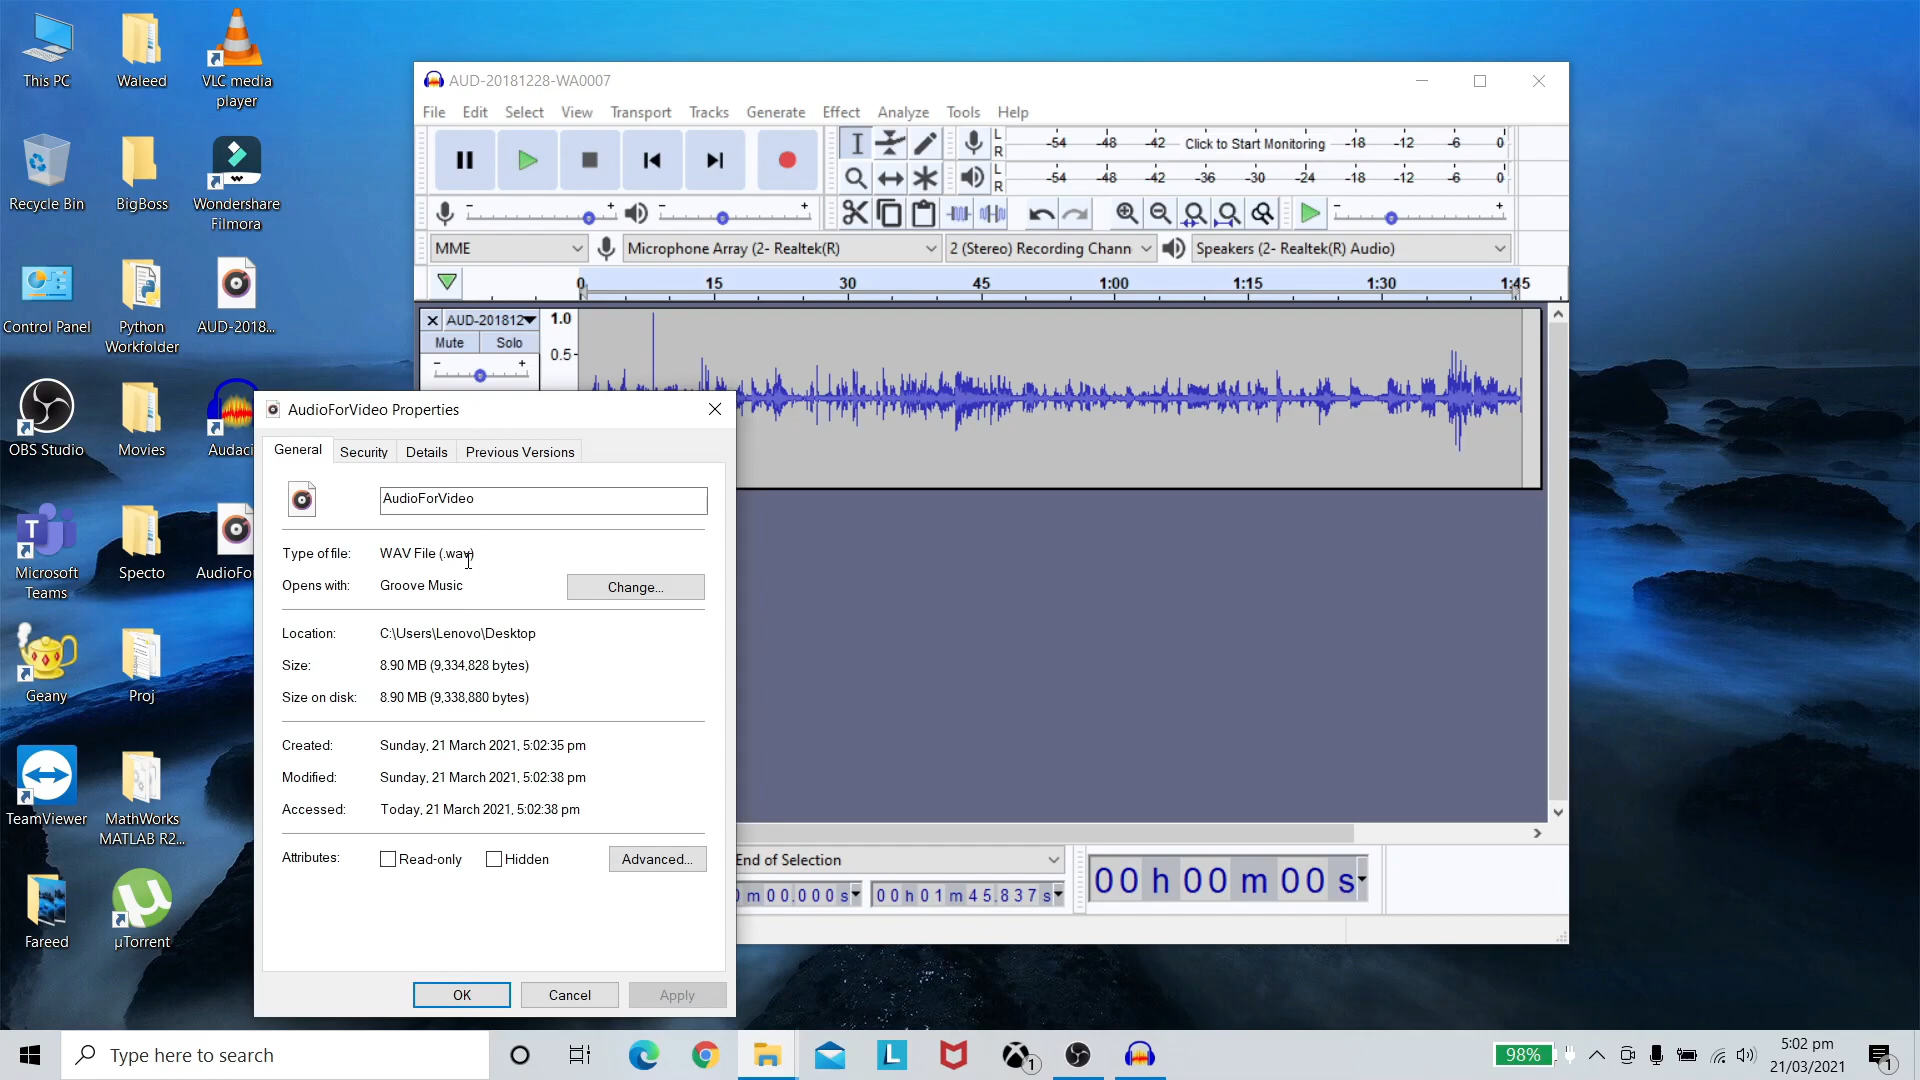 This PC
Waleed
VLC media
player
Recycle Bin
BigBoss
Wondershare
Filmora
Control Panel
Python
Workfolder
AUD-2018...
OBS Studio
Movies
Audaci
Microsoft
Teams
Specto
AudioFor
Geany
Proj
TeamViewer
MathWorks
MATLAB R2...
Fareed
µTorrent
AUD-20181228-WA0007
File Edit Select View Transport Tracks Generate Effect Analyze Tools Help
L
R
-54 -48 -42 Click to Start Monitoring -18 -12 -6 0
L
R
-54 -48 -42 -36 -30 -24 -18 -12 -6 0
MME
Microphone Array (2- Realtek(R)
2 (Stereo) Recording Chann
Speakers (2- Realtek(R) Audio)
0 15 30 45 1:00 1:15 1:30 1:45
AUD-201812
Mute Solo
1.0
0.5
AudioForVideo Properties
General Security Details Previous Versions
AudioForVideo
Type of file: WAV File (.wav)
Opens with: Groove Music
Change...
Location: C:\Users\Lenovo\Desktop
Size: 8.90 MB (9,334,828 bytes)
Size on disk: 8.90 MB (9,338,880 bytes)
Created: Sunday, 21 March 2021, 5:02:35 pm
Modified: Sunday, 21 March 2021, 5:02:38 pm
Accessed: Today, 21 March 2021, 5:02:38 pm
Attributes: Read-only Hidden Advanced...
OK Cancel Apply
End of Selection
m 00.000 s
00 h 01 m 45.837 s
00 h 00 m 00 s
Type here to search
L
1
98%
5:02 pm
21/03/2021
1